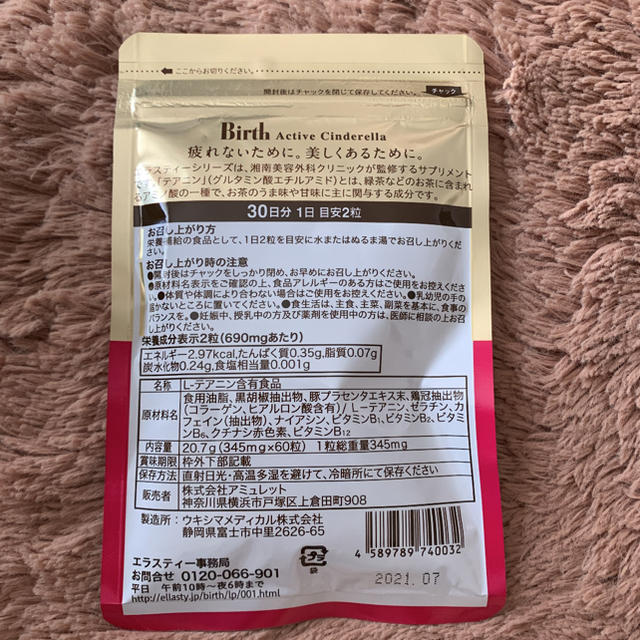 ここからお切りください。
開封後はチャックを閉じて保存してください。 チャック
Birth Active Cinderella
疲れないために。美しくあるために。
スティーシリーズは、湘南美容外科クリニックが監修するサプリメント
です。「テアニン」(グルタミン酸エチルアミド)とは、緑茶などのお茶に含まれ
るアミノ酸の一種で、お茶のうま味や甘味に主に関与する成分です。
30日分 1日 目安2粒
お召し上がり方
栄養補給の食品として、1日2粒を目安に水またはぬるま湯でお召し上がりくだ
さい。
お召し上がり時の注意
●開封後はチャックをしっかり閉め、お早めにお召し上がりください。
●原材料名表示をご確認の上、食品アレルギーのある方はご使用をお控えくだ
さい。●体質や体調により合わない場合はご使用をお控えください。●乳幼児の手の
届かないところに置いてください。●食生活は、主食、主菜、副菜を基本に、食事の
バランスを。●妊娠中、授乳中の方及び薬剤を使用中の方は、医師に相談の上お召し
上がりください。
栄養成分表示2粒(690mgあたり)
エネルギー2.97kcal,たんぱく質0.35g,脂質0.07g
炭水化物0.24g,食塩相当量0.001g
名称 L-テアニン含有食品
原材料名 食用油脂、黒胡椒抽出物、豚プラセンタエキス末、鶏冠抽出物
(コラーゲン、ヒアルロン酸含有)/L-テアニン、ゼラチン、カ
フェイン(抽出物)、ナイアシン、ビタミンB1、ビタミンB2、ビタミ
ンB6、クチナシ赤色素、ビタミンB12
内容量 20.7g(345mg×60粒) 1粒総重量345mg
賞味期限 枠外下部記載
保存方法 直射日光・高温多湿を避けて、冷暗所にて保存ください
販売者 株式会社アミュレット
神奈川県横浜市戸塚区上倉田町908
製造所:ウキシマメディカル株式会社
静岡県富士市中里2626-65
エラスティー事務局
お問合せ 0120-066-901
平日 午前10時〜夜6時まで
http://ellasty.jp/birth/lp/001.html
プラ
袋
4 589789 740032
2021.07